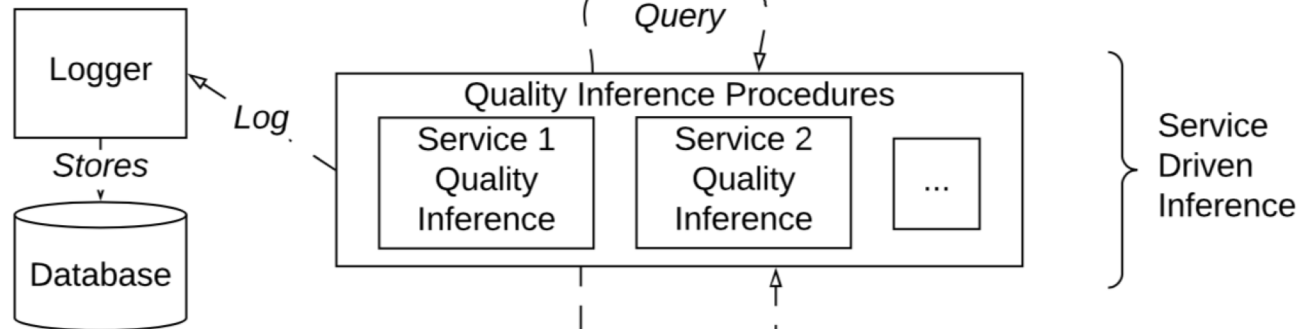 Query
Logger
Log
Stores
Database
Quality Inference Procedures
Service 1
Quality
Inference
Service 2
Quality
Inference
...
Service
Driven
Inference